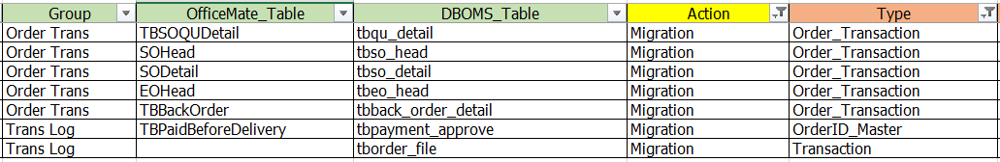 Group OfficeMate_Table DBOMS_Table Action Type
Order Trans TBSOQUDetail tbqu_detail Migration Order_Transaction
Order Trans SOHead tbso_head Migration Order_Transaction
Order Trans SODetail tbso_detail Migration Order_Transaction
Order Trans EOHead tbeo_head Migration Order_Transaction
Order Trans TBBackOrder tbback_order_detail Migration Order_Transaction
Trans Log TBPaidBeforeDelivery tbpayment_approve Migration OrderID_Master
Trans Log tborder_file Migration Transaction